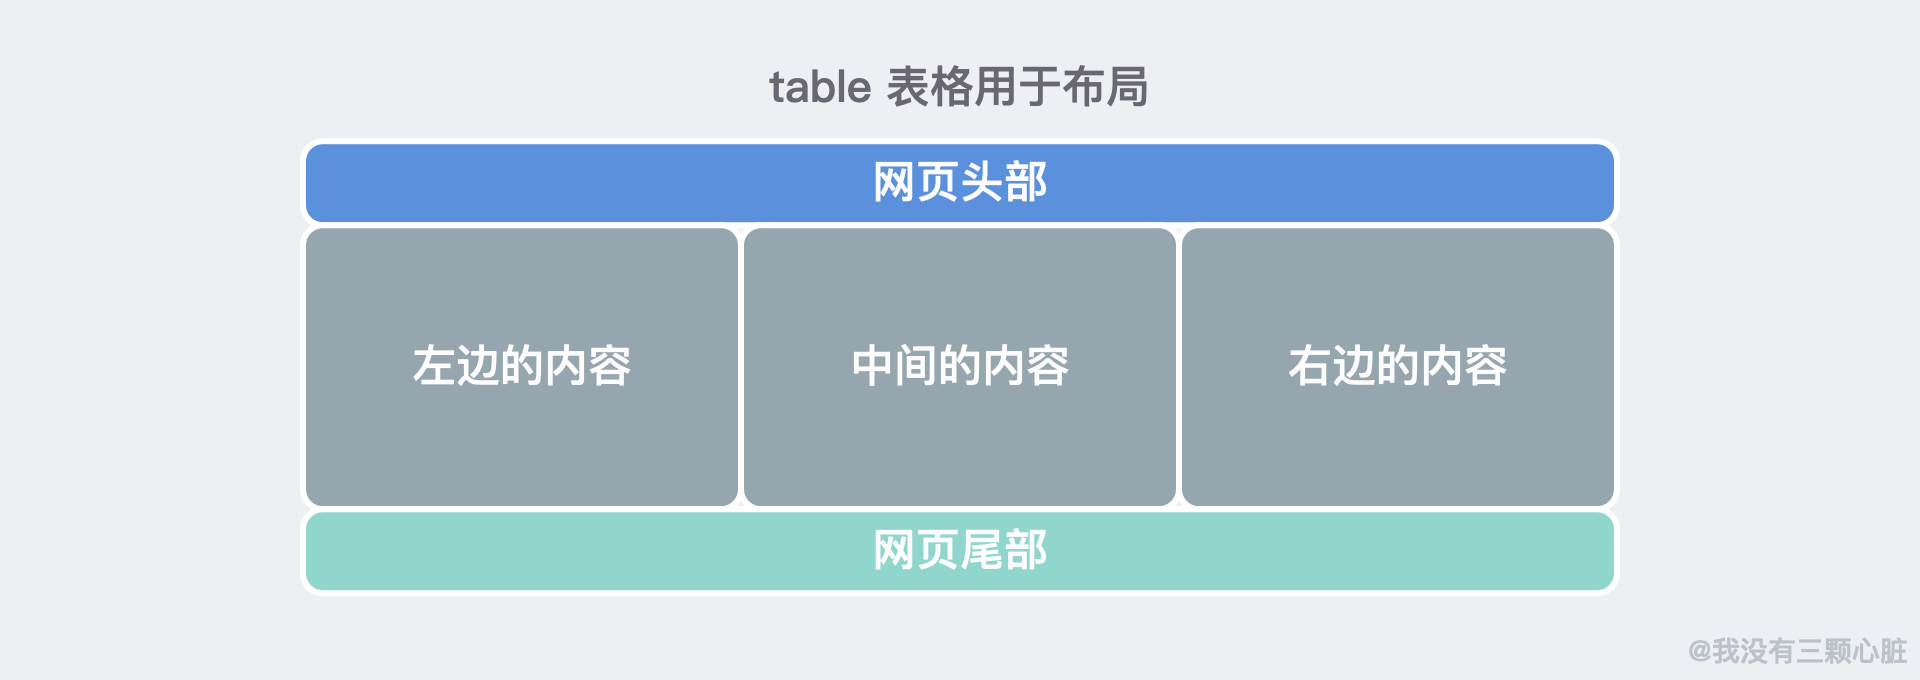 table 表格用于布局
网页头部
左边的内容
中间的内容
右边的内容
网页尾部
@我没有三颗心脏